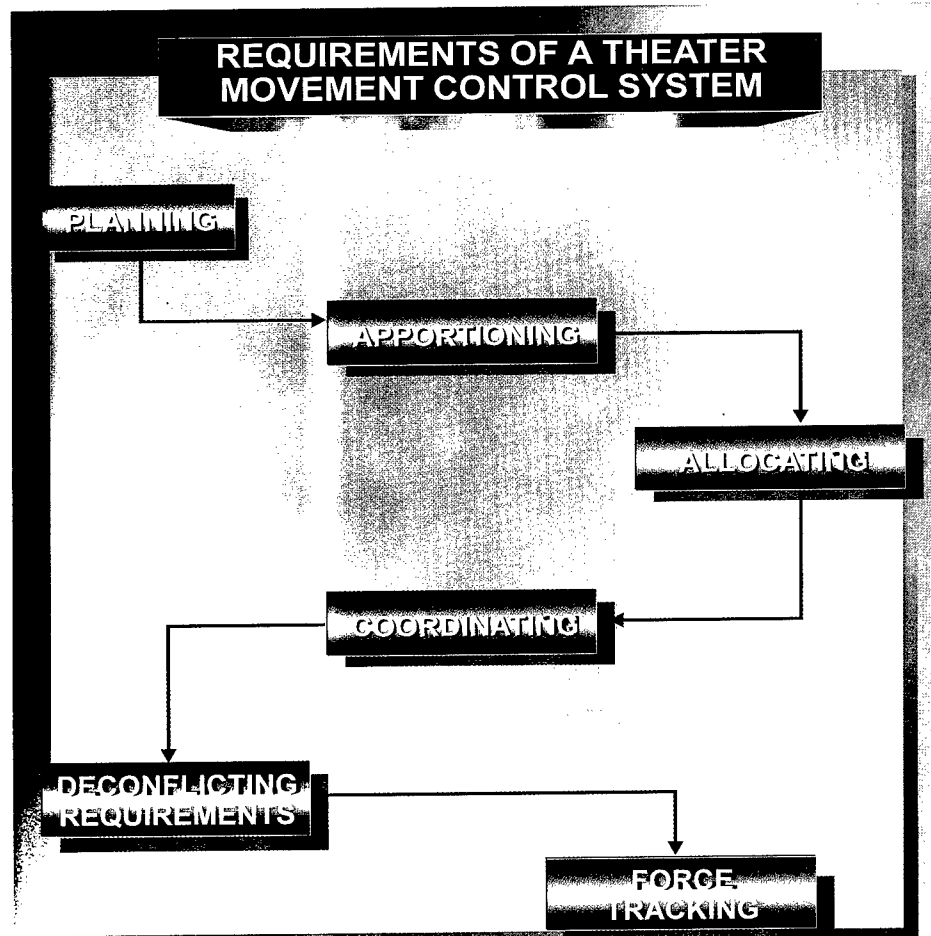 REQUIREMENTS OF A THEATER
MOVEMENT CONTROL SYSTEM
PLANNING
APPORTIONING
ALLOCATING
COORDINATING
DECONFLICTING
REQUIREMENTS
FORCE
TRACKING